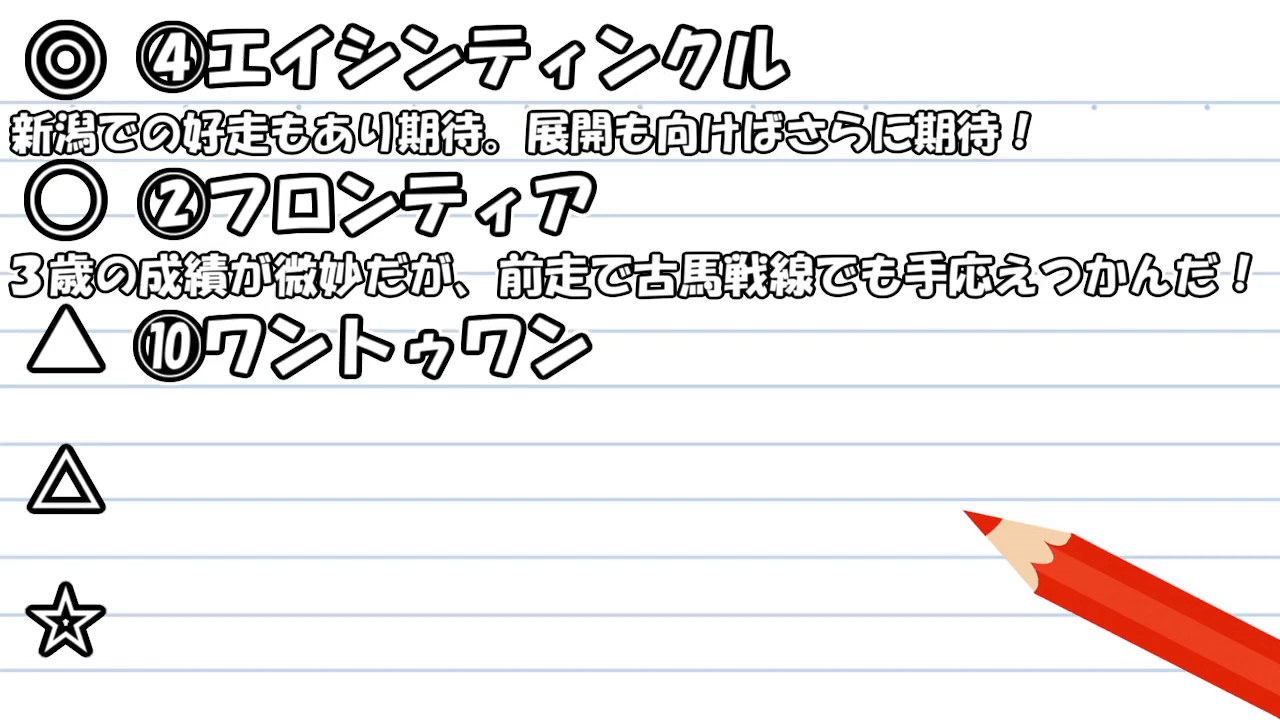 ◎ ④エイシンティンクル
新潟での好走もあり期待。展開も向けばさらに期待！
○ ②フロンティア
３歳の成績が微妙だが、前走で古馬戦線でも手応えつかんだ！
△ ⑩ワントゥワン
△
☆